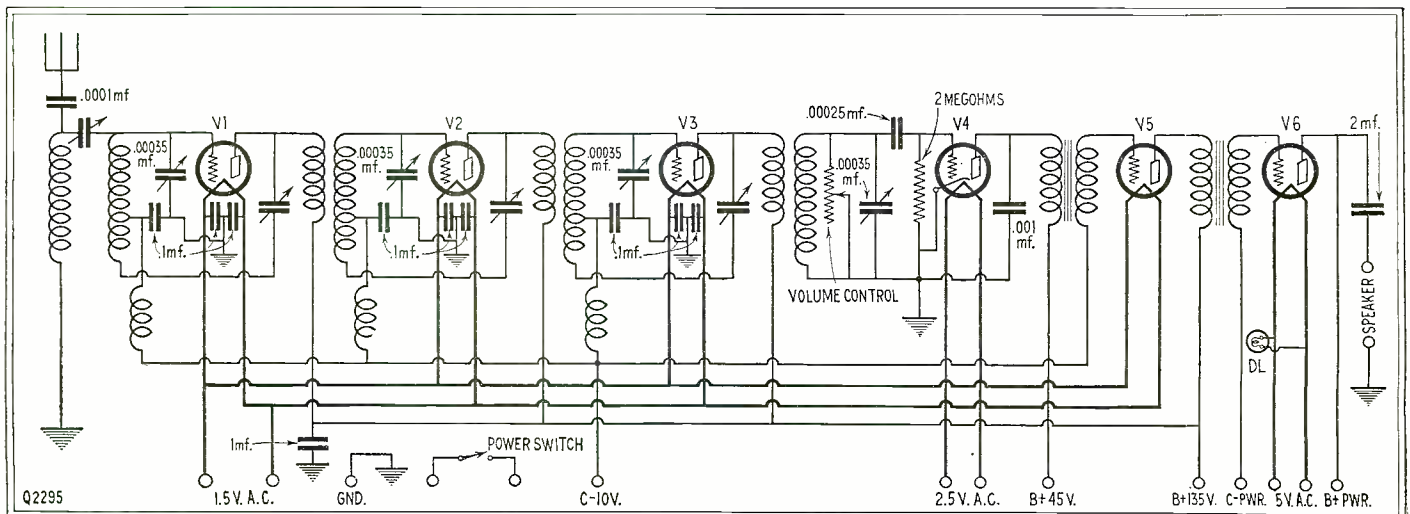 .0001mf
V1
.00035
mf.
.1mf.
V2
.00035
mf.
.1mf.
V3
.00035
mf.
.1mf.
.00025mf.
2 MEGOHMS
.00035
mf.
VOLUME CONTROL
V4
.001
mf.
V5
V6
2 mf.
DL
SPEAKER
1mf.
POWER SWITCH
Q2295
1.5 V. A.C.
GND.
C-10V.
2.5 V. A.C.
B+45 V.
B+135 V.
C-PWR.
5V. A.C.
B+ PWR.